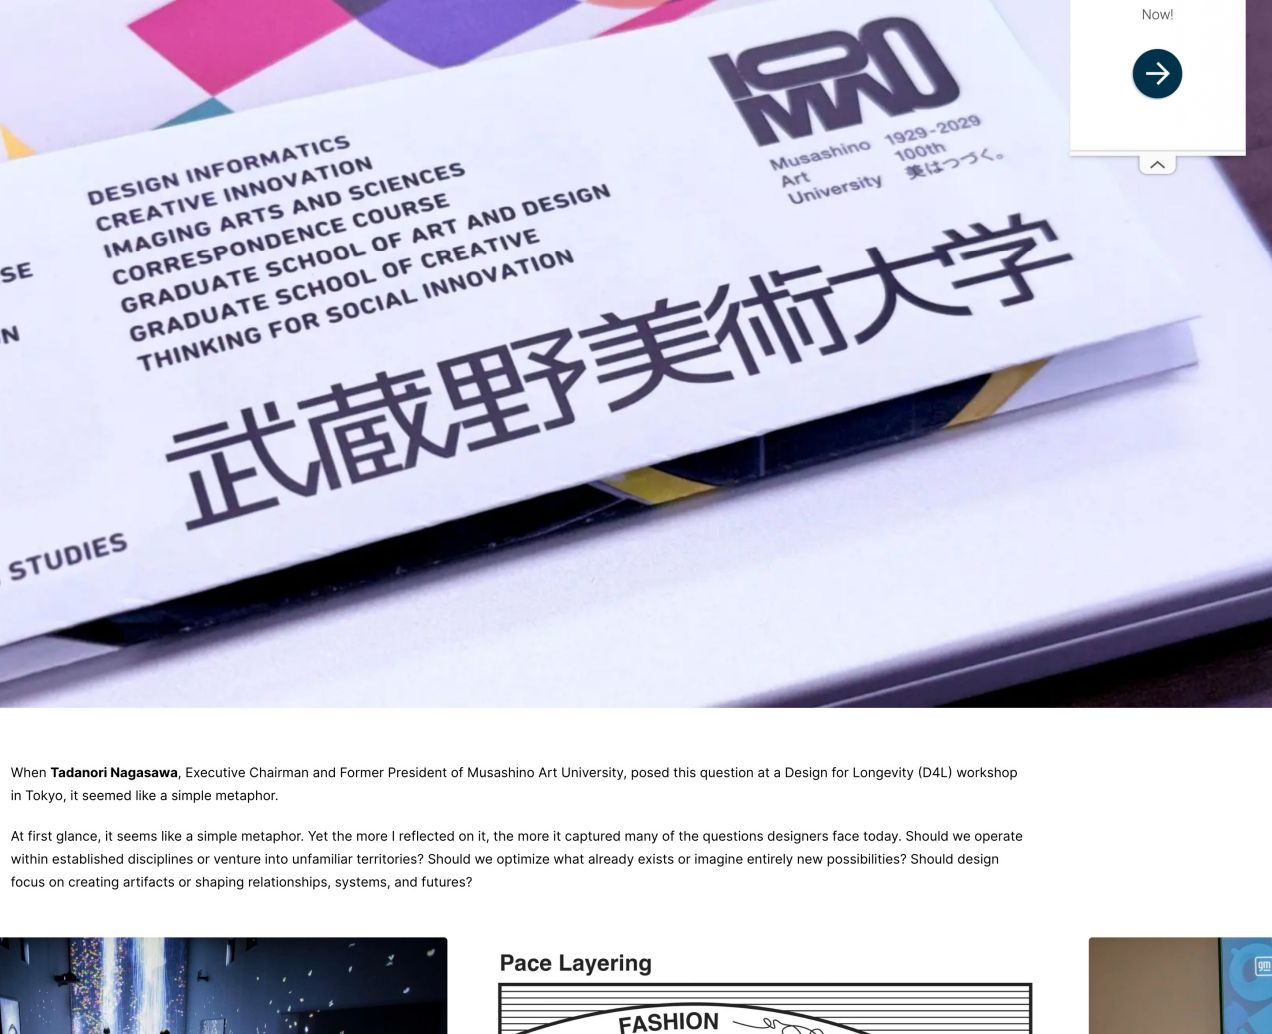 Now!
MAU
100
Musashino
Art
University
1929-2029
100th
美はつづく。
DESIGN INFORMATICS
CREATIVE INNOVATION
IMAGING ARTS AND SCIENCES
CORRESPONDENCE COURSE
GRADUATE SCHOOL OF ART AND DESIGN
GRADUATE SCHOOL OF CREATIVE
THINKING FOR SOCIAL INNOVATION
武蔵野美術大学
STUDIES
When Tadanori Nagasawa, Executive Chairman and Former President of Musashino Art University, posed this question at a Design for Longevity (D4L) workshop
in Tokyo, it seemed like a simple metaphor.
At first glance, it seems like a simple metaphor. Yet the more I reflected on it, the more it captured many of the questions designers face today. Should we operate
within established disciplines or venture into unfamiliar territories? Should we optimize what already exists or imagine entirely new possibilities? Should design
focus on creating artifacts or shaping relationships, systems, and futures?
Pace Layering
FASHION
gm